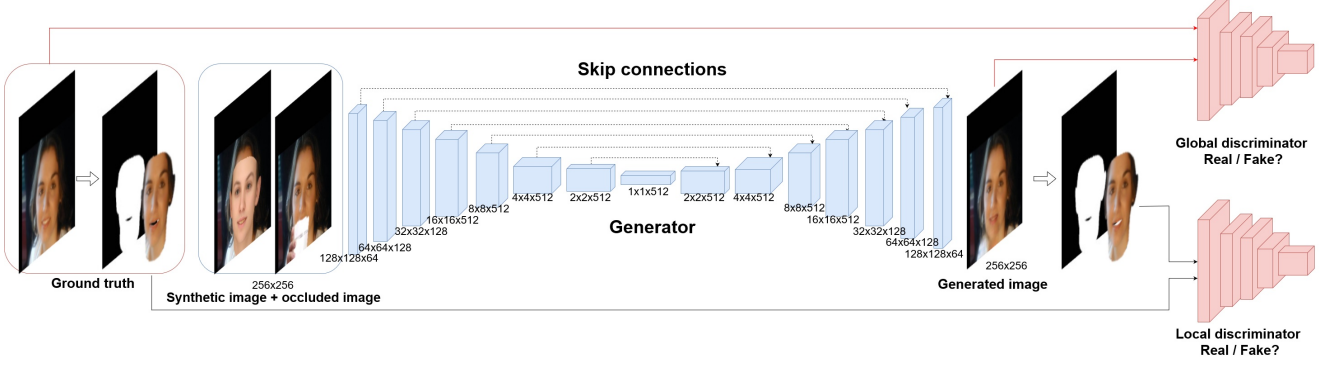 Skip connections
Global discriminator
Real / Fake?
4x4x512
2x2x512
1x1x512
2x2x512
4x4x512
8x8x512
8x8x512
16x16x512
16x16x512
Generator
32x32x128
32x32x128
64x64x128
64x64x128
128x128x64
128x128x64
256x256
Ground truth
256x256
Generated image
Synthetic image + occluded image
Local discriminator
Real / Fake?